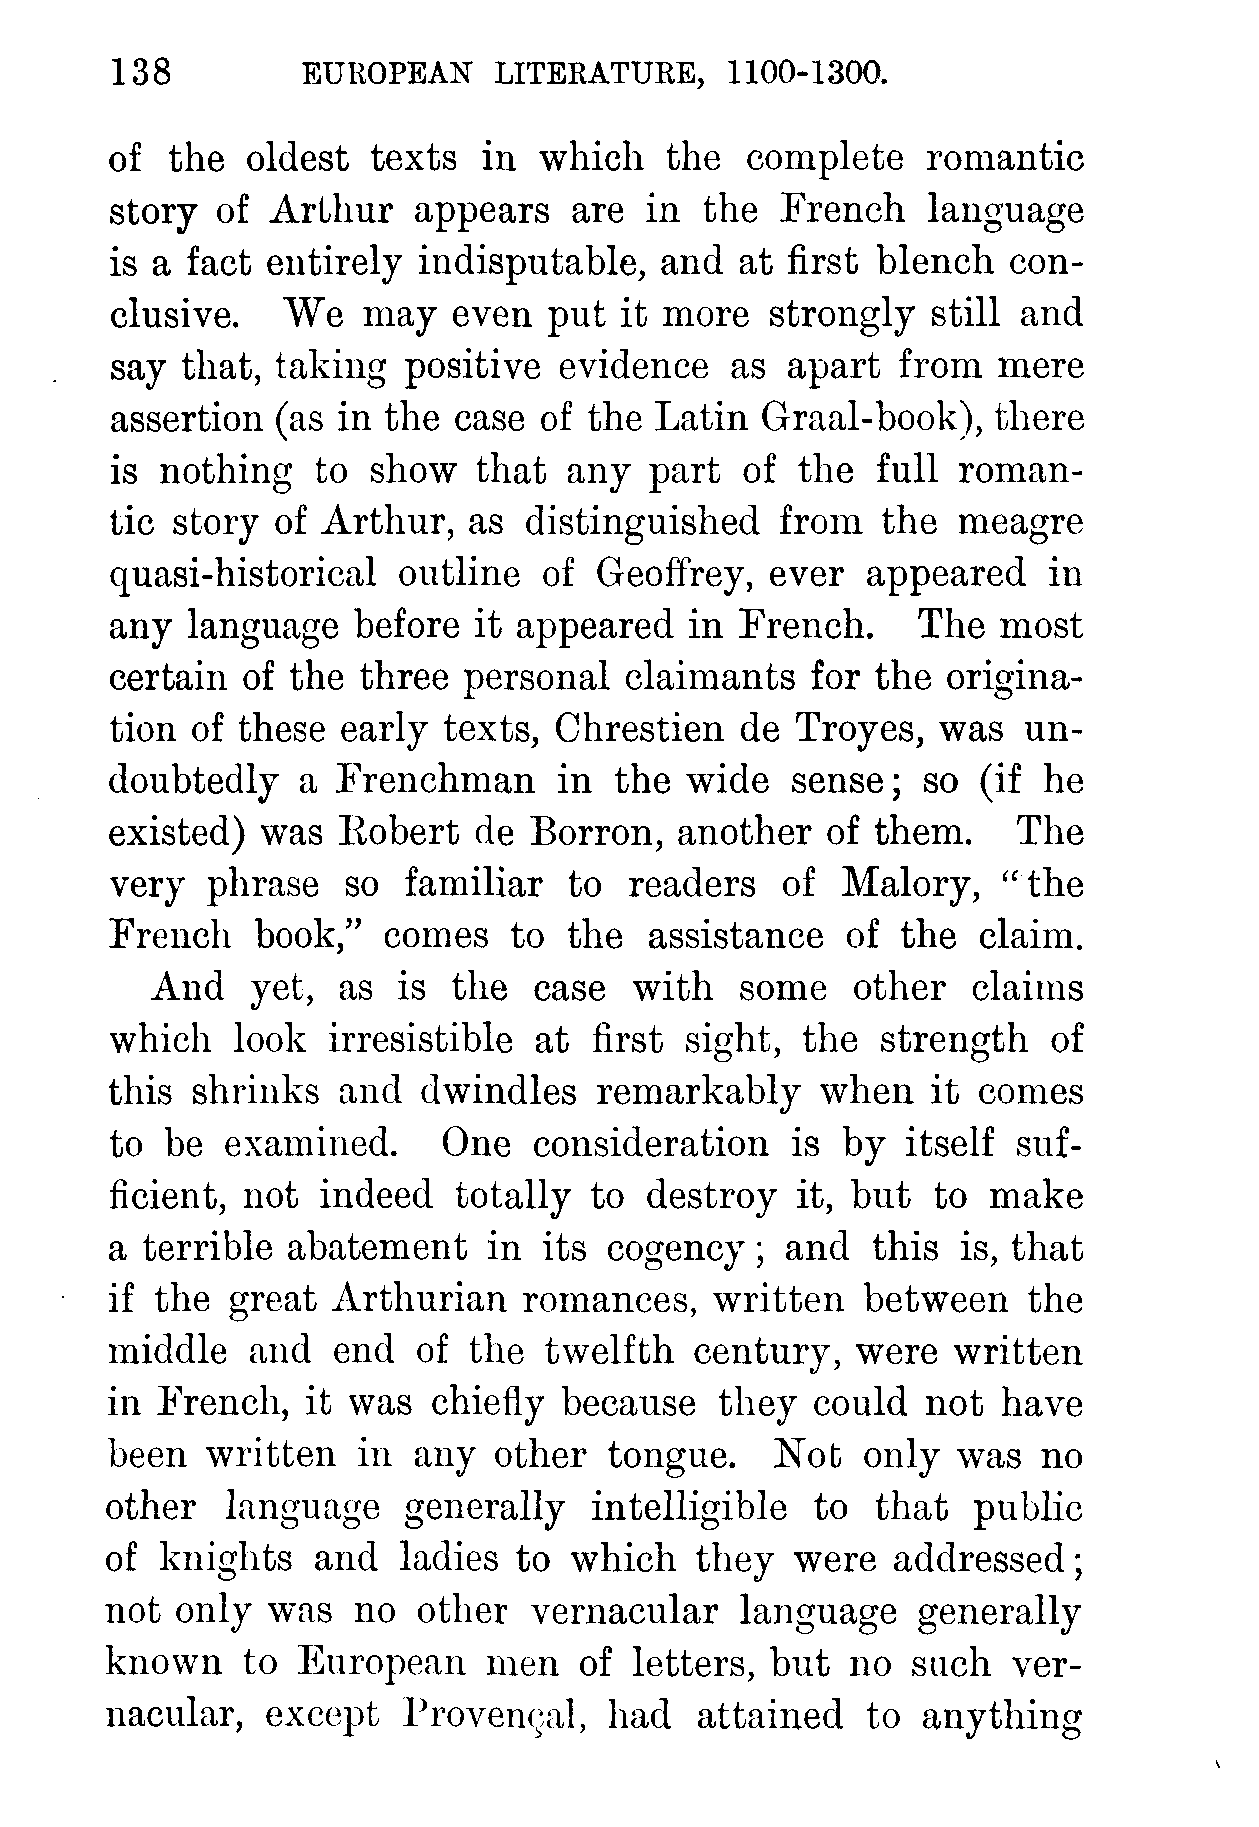 138 EUROPEAN LITERATURE, 1100-1300.
of the oldest texts in which the complete romantic
story of Arthur appears are in the French language
is a fact entirely indisputable, and at first blench con-
clusive. We may even put it more strongly still and
say that, taking positive evidence as apart from mere
assertion (as in the case of the Latin Graal-book), there
is nothing to show that any part of the full roman-
tic story of Arthur, as distinguished from the meagre
quasi-historical outline of Geoffrey, ever appeared in
any language before it appeared in French. The most
certain of the three personal claimants for the origina-
tion of these early texts, Chrestien de Troyes, was un-
doubtedly a Frenchman in the wide sense; so (if he
existed) was Robert de Borron, another of them. The
very phrase so familiar to readers of Malory, "the
French book," comes to the assistance of the claim.
And yet, as is the case with some other claims
which look irresistible at first sight, the strength of
this shrinks and dwindles remarkably when it comes
to be examined. One consideration is by itself suf-
ficient, not indeed totally to destroy it, but to make
a terrible abatement in its cogency; and this is, that
if the great Arthurian romances, written between the
middle and end of the twelfth century, were written
in French, it was chiefly because they could not have
been written in any other tongue. Not only was no
other language generally intelligible to that public
of knights and ladies to which they were addressed;
not only was no other vernacular language generally
known to European men of letters, but no such ver-
nacular, except Provençal, had attained to anything